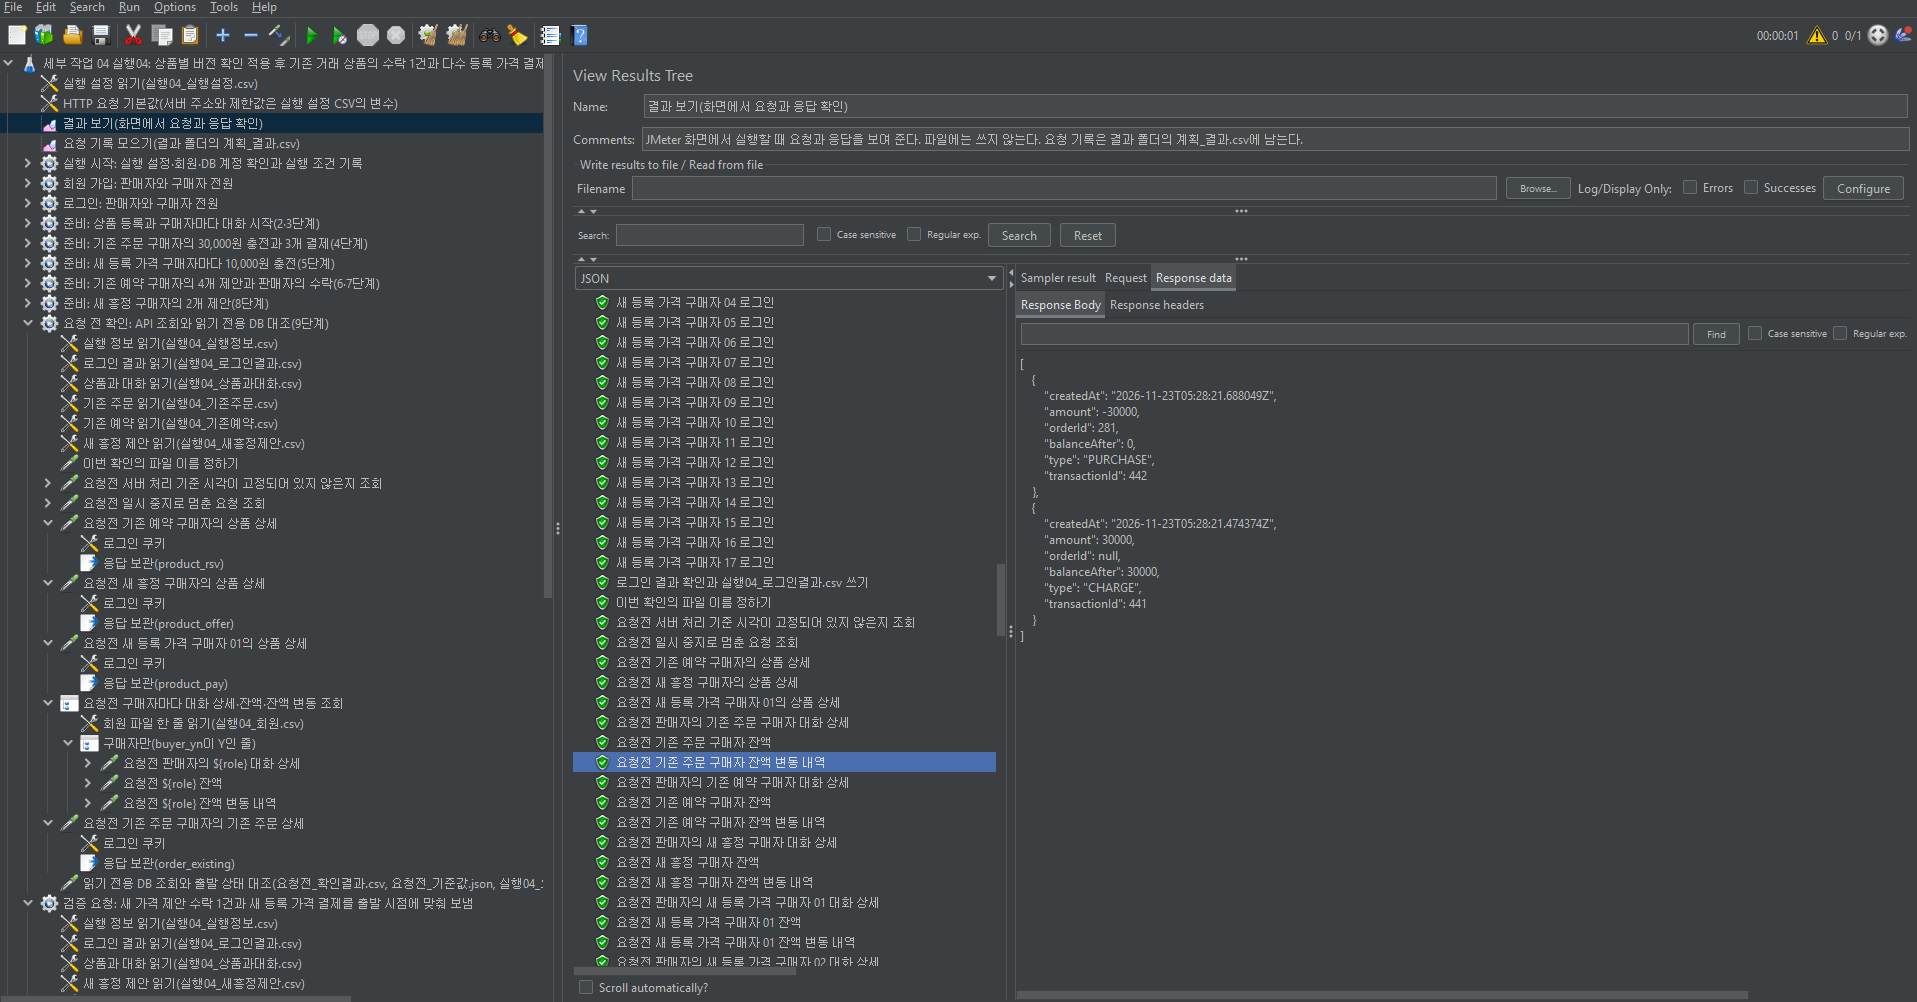 File Edit Search Run Options Tools Help
00:00:01 0 0/1
세부 작업 04 실행04: 상품별 버전 확인 적용 후 기존 거래 상품의 수락 1건과 다수 등록 가격 결제
실행 설정 읽기(실행04_실행설정.csv)
HTTP 요청 기본값(서버 주소와 제한값은 실행 설정 CSV의 변수)
결과 보기(화면에서 요청과 응답 확인)
요청 기록 모으기(결과 폴더의 계획_결과.csv)
실행 시작: 실행 설정·회원·DB 계정 확인과 실행 조건 기록
회원 가입: 판매자와 구매자 전원
로그인: 판매자와 구매자 전원
준비: 상품 등록과 구매자마다 대화 시작(2·3단계)
준비: 기존 주문 구매자의 30,000원 충전과 3개 결제(4단계)
준비: 새 등록 가격 구매자마다 10,000원 충전(5단계)
준비: 기존 예약 구매자의 4개 제안과 판매자의 수락(6·7단계)
준비: 새 흥정 구매자의 2개 제안(8단계)
요청 전 확인: API 조회와 읽기 전용 DB 대조(9단계)
실행 정보 읽기(실행04_실행정보.csv)
로그인 결과 읽기(실행04_로그인결과.csv)
상품과 대화 읽기(실행04_상품과대화.csv)
기존 주문 읽기(실행04_기존주문.csv)
기존 예약 읽기(실행04_기존예약.csv)
새 흥정 제안 읽기(실행04_새흥정제안.csv)
이번 확인의 파일 이름 정하기
요청전 서버 처리 기준 시각이 고정되어 있지 않은지 조회
요청전 일시 중지로 멈춘 요청 조회
요청전 기존 예약 구매자의 상품 상세
로그인 쿠키
응답 보관(product_rsv)
요청전 새 흥정 구매자의 상품 상세
로그인 쿠키
응답 보관(product_offer)
요청전 새 등록 가격 구매자 01의 상품 상세
로그인 쿠키
응답 보관(product_pay)
요청전 구매자마다 대화 상세·잔액·잔액 변동 조회
회원 파일 한 줄 읽기(실행04_회원.csv)
구매자만(buyer_yn이 Y인 줄)
요청전 판매자의 ${role} 대화 상세
요청전 ${role} 잔액
요청전 ${role} 잔액 변동 내역
요청전 기존 주문 구매자의 기존 주문 상세
로그인 쿠키
응답 보관(order_existing)
읽기 전용 DB 조회와 출발 상태 대조(요청전_확인결과.csv, 요청전_기준값.json, 실행04_
검증 요청: 새 가격 제안 수락 1건과 새 등록 가격 결제를 출발 시점에 맞춰 보냄
실행 정보 읽기(실행04_실행정보.csv)
로그인 결과 읽기(실행04_로그인결과.csv)
상품과 대화 읽기(실행04_상품과대화.csv)
새 흥정 제안 읽기(실행04_새흥정제안.csv)
View Results Tree
Name: 결과 보기(화면에서 요청과 응답 확인)
Comments: JMeter 화면에서 실행할 때 요청과 응답을 보여 준다. 파일에는 쓰지 않는다. 요청 기록은 결과 폴더의 계획_결과.csv에 남는다.
Write results to file / Read from file
Filename Browse... Log/Display Only: Errors Successes Configure
Search: Case sensitive Regular exp. Search Reset
JSON
새 등록 가격 구매자 04 로그인
새 등록 가격 구매자 05 로그인
새 등록 가격 구매자 06 로그인
새 등록 가격 구매자 07 로그인
새 등록 가격 구매자 08 로그인
새 등록 가격 구매자 09 로그인
새 등록 가격 구매자 10 로그인
새 등록 가격 구매자 11 로그인
새 등록 가격 구매자 12 로그인
새 등록 가격 구매자 13 로그인
새 등록 가격 구매자 14 로그인
새 등록 가격 구매자 15 로그인
새 등록 가격 구매자 16 로그인
새 등록 가격 구매자 17 로그인
로그인 결과 확인과 실행04_로그인결과.csv 쓰기
이번 확인의 파일 이름 정하기
요청전 서버 처리 기준 시각이 고정되어 있지 않은지 조회
요청전 일시 중지로 멈춘 요청 조회
요청전 기존 예약 구매자의 상품 상세
요청전 새 흥정 구매자의 상품 상세
요청전 새 등록 가격 구매자 01의 상품 상세
요청전 판매자의 기존 주문 구매자 대화 상세
요청전 기존 주문 구매자 잔액
요청전 기존 주문 구매자 잔액 변동 내역
요청전 판매자의 기존 예약 구매자 대화 상세
요청전 기존 예약 구매자 잔액
요청전 기존 예약 구매자 잔액 변동 내역
요청전 판매자의 새 흥정 구매자 대화 상세
요청전 새 흥정 구매자 잔액
요청전 새 흥정 구매자 잔액 변동 내역
요청전 판매자의 새 등록 가격 구매자 01 대화 상세
요청전 새 등록 가격 구매자 01 잔액
요청전 새 등록 가격 구매자 01 잔액 변동 내역
요청전 판매자의 새 등록 가격 구매자 02 대화 상세
Scroll automatically?
Sampler result Request Response data
Response Body Response headers
Find Case sensitive Regular exp.
[
{
"createdAt": "2026-11-23T05:28:21.688049Z",
"amount": -30000,
"orderId": 281,
"balanceAfter": 0,
"type": "PURCHASE",
"transactionId": 442
},
{
"createdAt": "2026-11-23T05:28:21.474374Z",
"amount": 30000,
"orderId": null,
"balanceAfter": 30000,
"type": "CHARGE",
"transactionId": 441
}
]